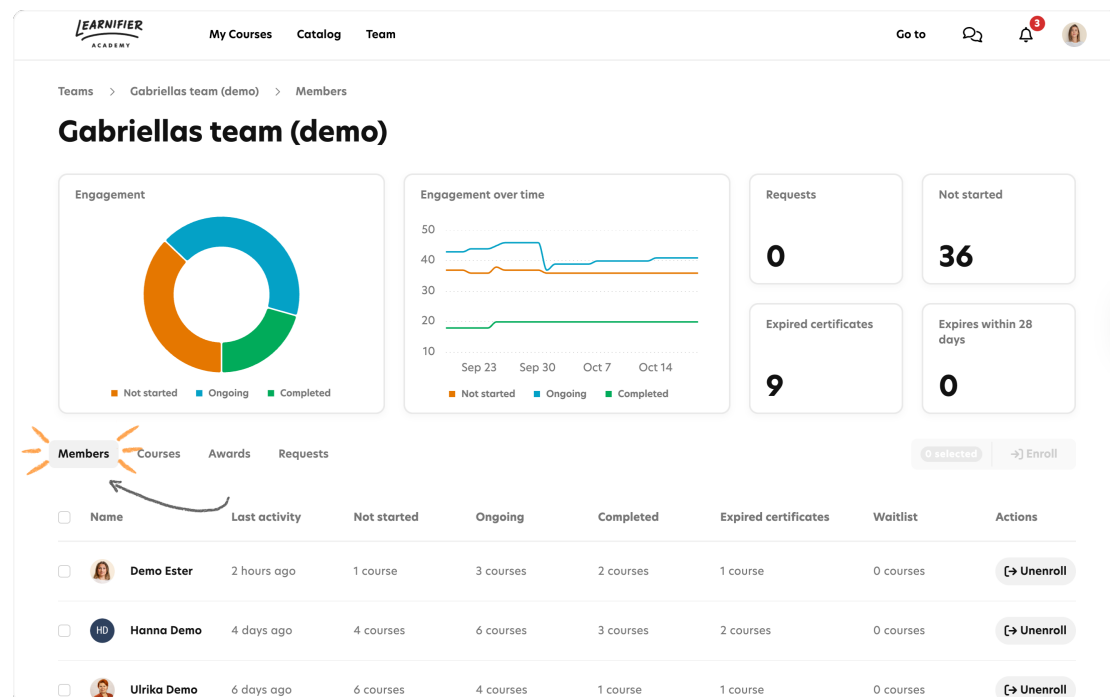 LEARNIFIER
ACADEMY
My Courses Catalog Team Go to 3
Teams > Gabriellas team (demo) > Members
Gabriellas team (demo)
Engagement
Not started Ongoing Completed
Engagement over time
50
40
30
20
10
Sep 23 Sep 30 Oct 7 Oct 14
Not started Ongoing Completed
Requests
0
Not started
36
Expired certificates
9
Expires within 28
days
0
Members Courses Awards Requests 0 selected Enroll
Name Last activity Not started Ongoing Completed Expired certificates Waitlist Actions
Demo Ester 2 hours ago 1 course 3 courses 2 courses 1 course 0 courses Unenroll
HD Hanna Demo 4 days ago 4 courses 6 courses 3 courses 2 courses 0 courses Unenroll
Ulrika Demo 6 days ago 6 courses 4 courses 1 course 1 course 0 courses Unenroll